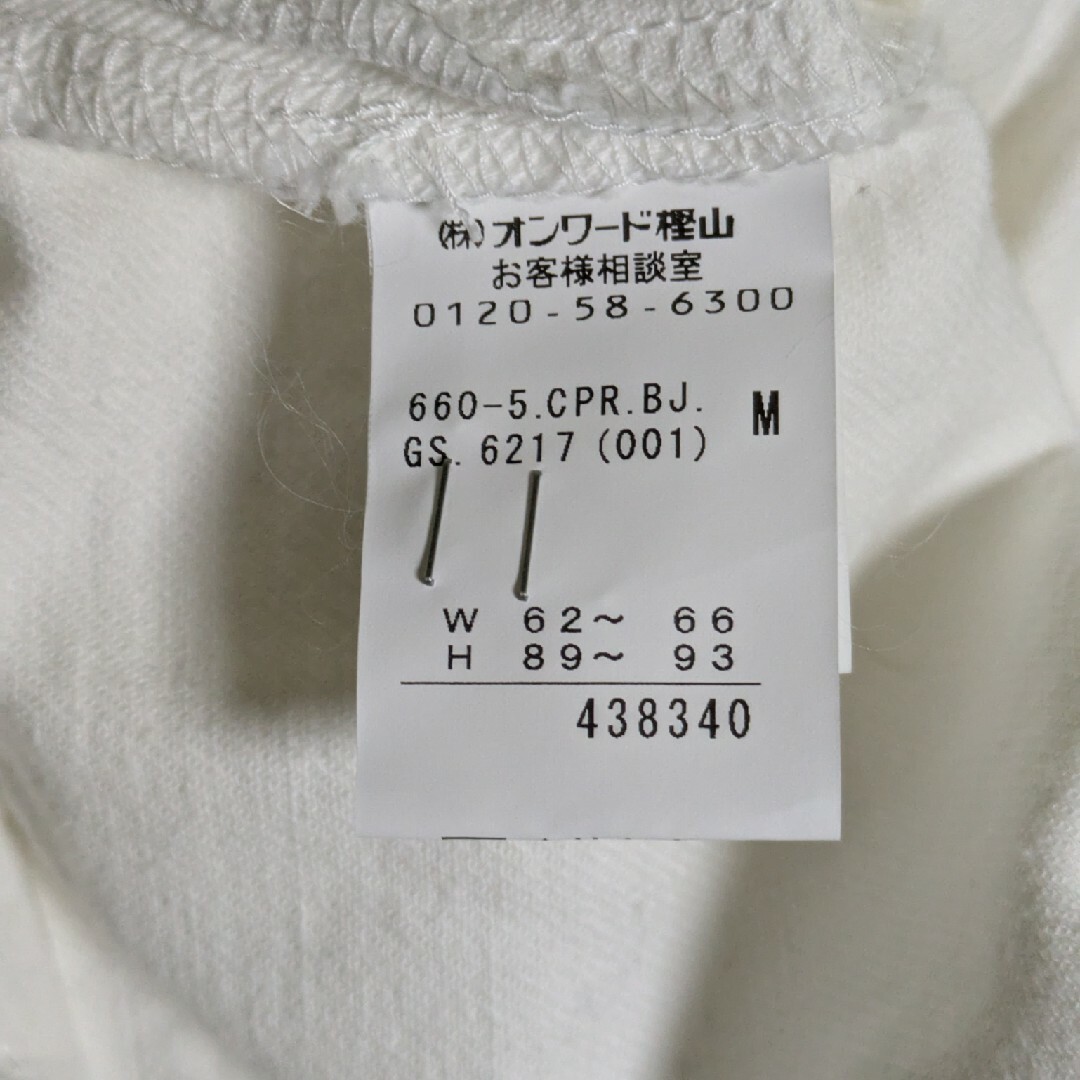 (株)オンワード樫山
お客様相談室
0120-58-6300
660-5.CPR.BJ. M
GS. 6217 (001)
W 62～ 66
H 89～ 93
438340